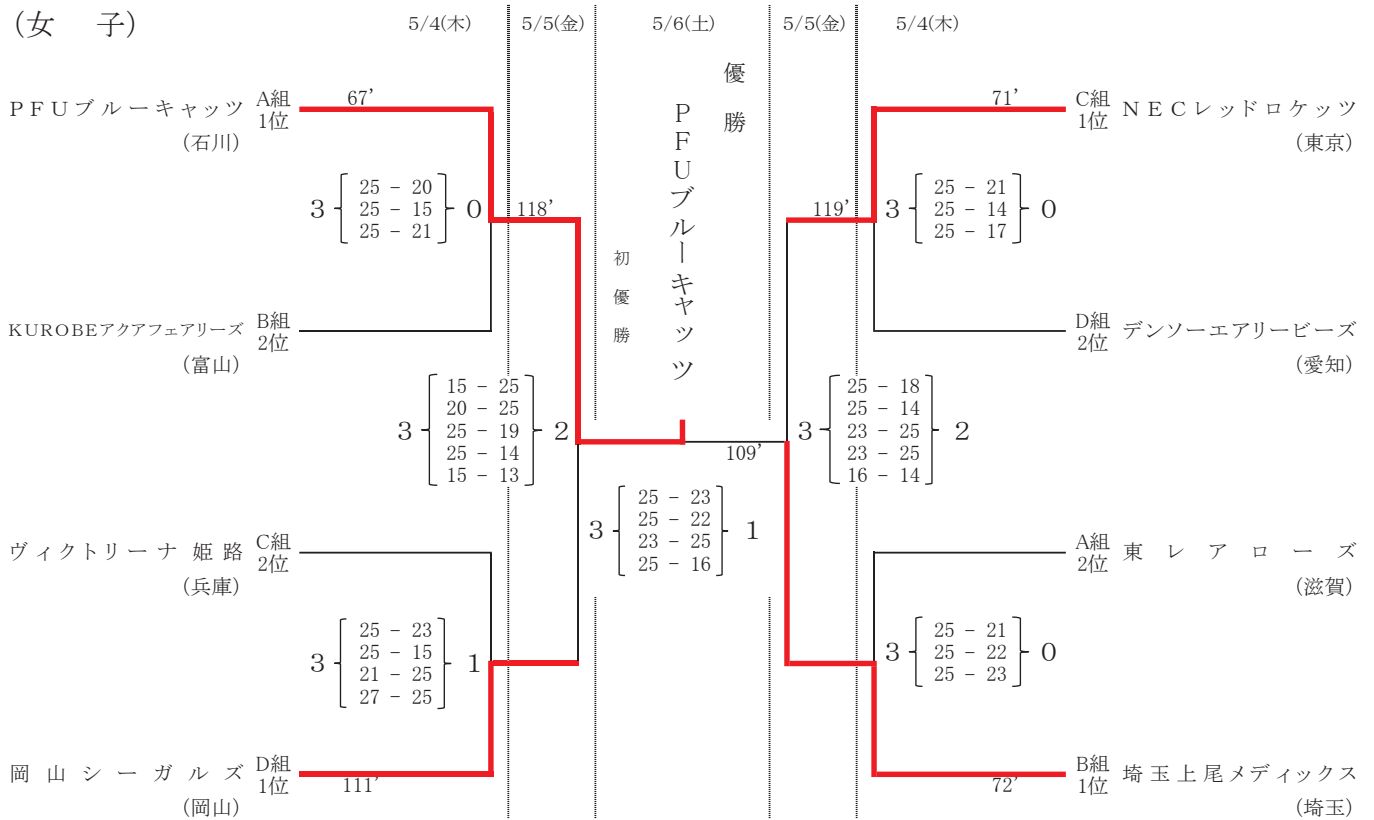 (女 子)
5/4(木) 5/5(金) 5/6(土) 5/5(金) 5/4(木)
優勝
PFUブルーキャッツ
初優勝
PFUブルーキャッツ A組 1位
(石川)
67'
3 25 - 20 0
25 - 15
25 - 21
118'
KUROBEアクアフェアリーズ B組 2位
(富山)
15 - 25
20 - 25
3 25 - 19 2
25 - 14
15 - 13
ヴィクトリーナ姫路 C組 2位
(兵庫)
25 - 23
3 25 - 15 1
21 - 25
27 - 25
岡山シーガルズ D組 1位
(岡山)
111'
109'
25 - 23
3 25 - 22 1
23 - 25
25 - 16
71'
C組 1位 NECレッドロケッツ
(東京)
119'
25 - 21
3 25 - 14 0
25 - 17
D組 2位 デンソーエアリービーズ
(愛知)
25 - 18
25 - 14
3 23 - 25 2
23 - 25
16 - 14
A組 2位 東レアローズ
(滋賀)
25 - 21
3 25 - 22 0
25 - 23
72'
B組 1位 埼玉上尾メディックス
(埼玉)